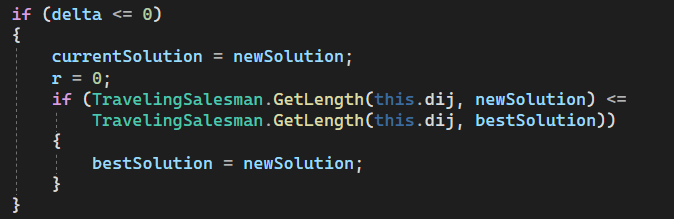 if (delta <= 0)
{
currentSolution = newSolution;
r = 0;
if (TravelingSalesman.GetLength(this.dij, newSolution) <=
TravelingSalesman.GetLength(this.dij, bestSolution))
{
bestSolution = newSolution;
}
}